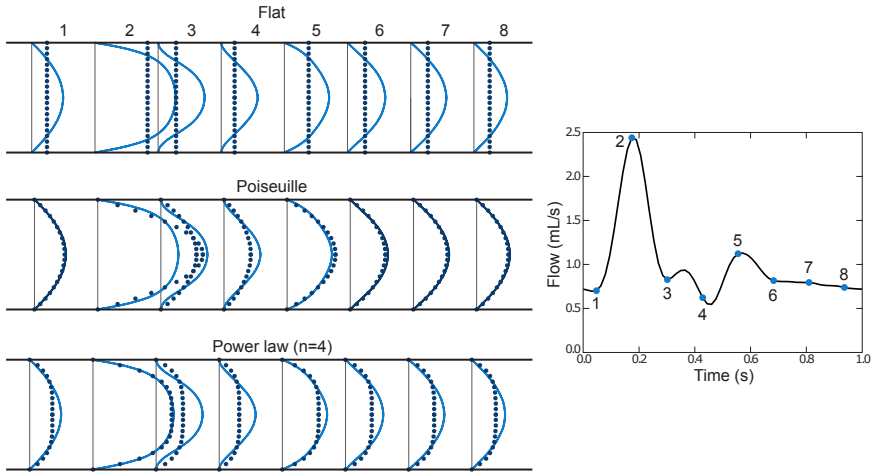 Flat
1 2 3 4 5 6 7 8
Poiseuille
Power law (n=4)
Flow (mL/s)
2.5
2.0
1.5
1.0
0.5
0.0
2
5
1
3
4
6
7
8
0.0 0.2 0.4 0.6 0.8 1.0
Time (s)